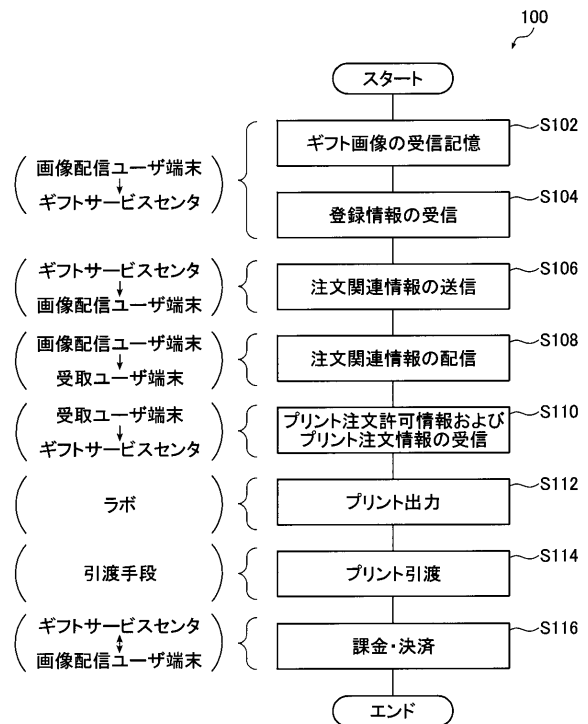 100
スタート
画像配信ユーザ端末
ギフトサービスセンタ
ギフト画像の受信記憶
S102
登録情報の受信
S104
ギフトサービスセンタ
画像配信ユーザ端末
注文関連情報の送信
S106
画像配信ユーザ端末
受取ユーザ端末
注文関連情報の配信
S108
受取ユーザ端末
ギフトサービスセンタ
プリント注文許可情報および
プリント注文情報の受信
S110
ラボ
プリント出力
S112
引渡手段
プリント引渡
S114
ギフトサービスセンタ
画像配信ユーザ端末
課金・決済
S116
エンド